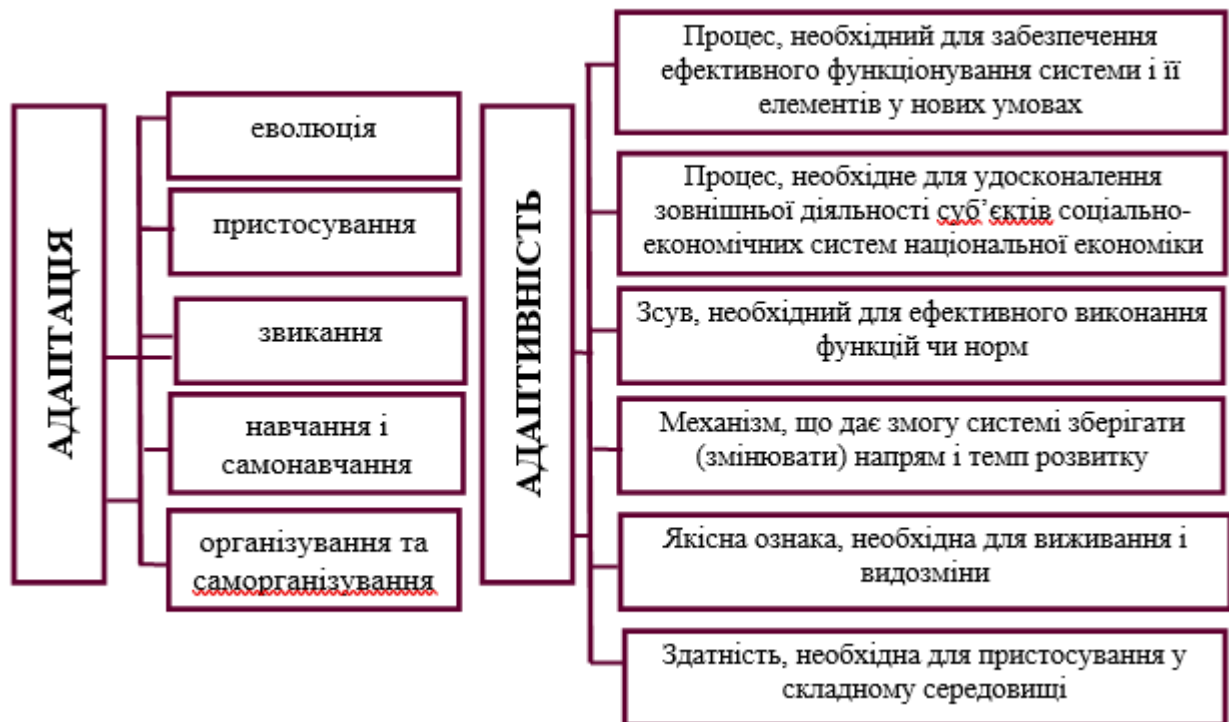 АДАПТАЦІЯ
еволюція
пристосування
звикання
навчання і
самонавчання
організування та
саморганізування
АДАПТИВНІСТЬ
Процес, необхідний для забезпечення
ефективного функціонування системи і її
елементів у нових умовах
Процес, необхідне для удосконалення
зовнішньої діяльності суб’єктів соціально-
економічних систем національної економіки
Зсув, необхідний для ефективного виконання
функцій чи норм
Механізм, що дає змогу системі зберігати
(змінювати) напрям і темп розвитку
Якісна ознака, необхідна для виживання і
видозміни
Здатність, необхідна для пристосування у
складному середовищі